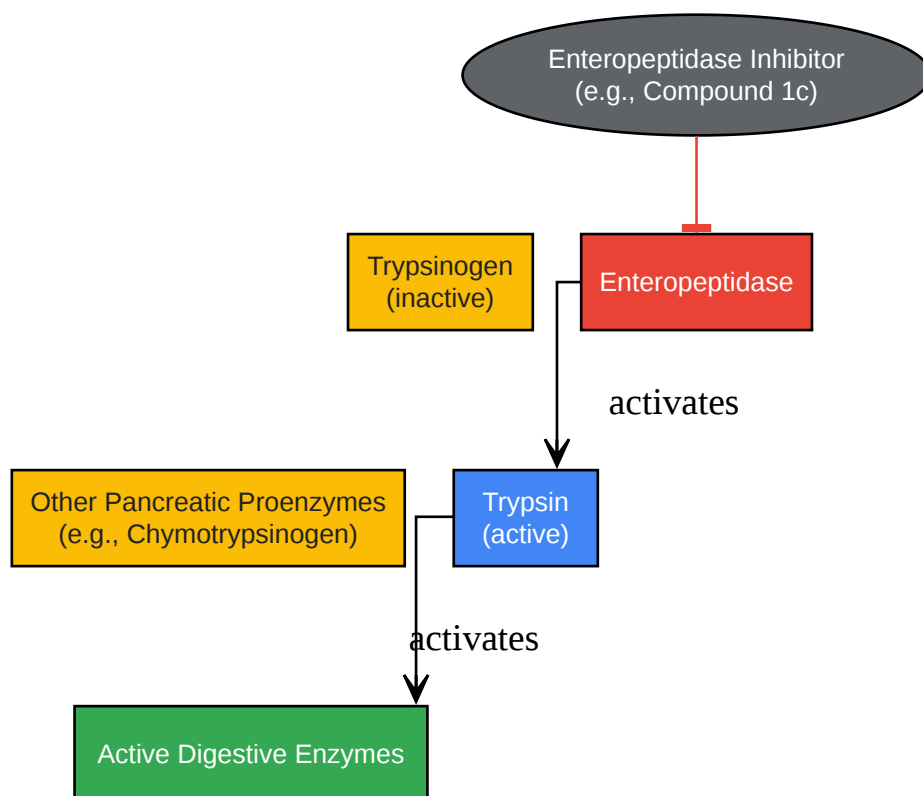 Enteropeptidase Inhibitor
(e.g., Compound 1c)
Trypsinogen
(inactive)
Enteropeptidase
activates
Other Pancreatic Proenzymes
(e.g., Chymotrypsinogen)
Trypsin
(active)
activates
Active Digestive Enzymes